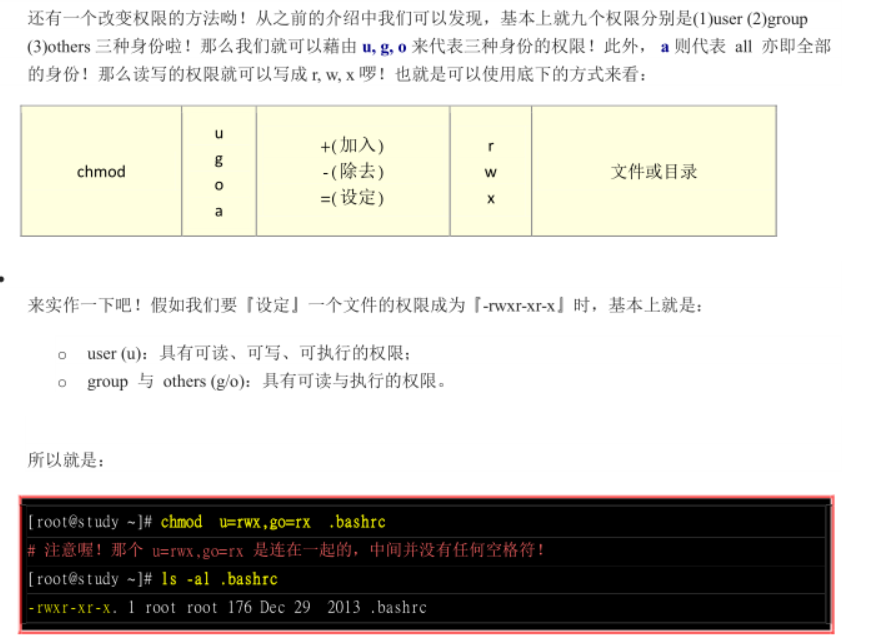 还有一个改变权限的方法呦！从之前的介绍中我们可以发现，基本上就九个权限分别是(1)user (2)group
(3)others 三种身份啦！那么我们就可以藉由 u, g, o 来代表三种身份的权限！此外， a 则代表 all 亦即全部
的身份！那么读写的权限就可以写成 r, w, x 啰！也就是可以使用底下的方式来看：
chmod
u
g
o
a
+(加入)
-(除去)
=(设定)
r
w
x
文件或目录
来实作一下吧！假如我们要『设定』一个文件的权限成为『-rwxr-xr-x』时，基本上就是：
o user (u)：具有可读、可写、可执行的权限；
o group 与 others (g/o)：具有可读与执行的权限。
所以就是：
[root@study ~]# chmod u=rwx,go=rx .bashrc
# 注意喔！那个 u=rwx,go=rx 是连在一起的，中间并没有任何空格符！
[root@study ~]# ls -al .bashrc
-rwxr-xr-x. 1 root root 176 Dec 29 2013 .bashrc